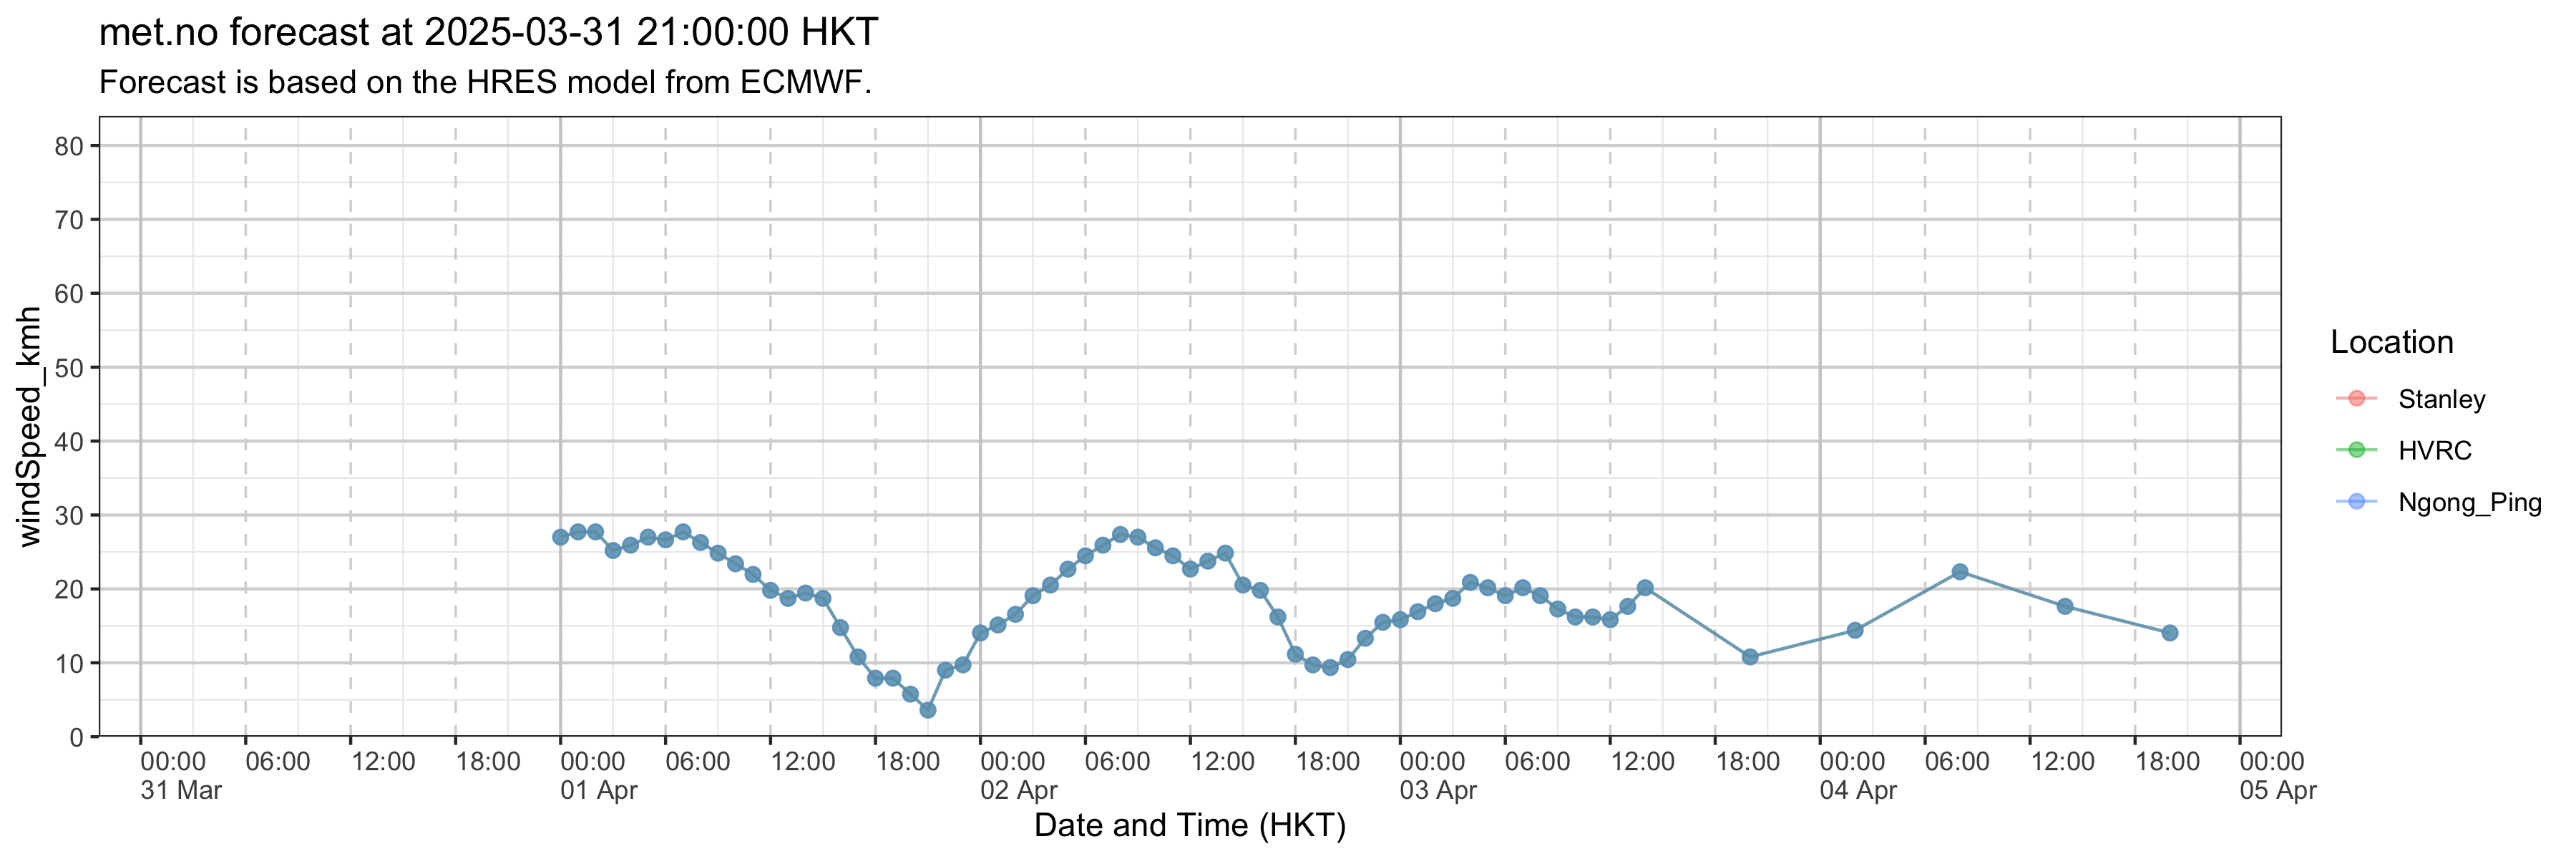 met.no forecast at 2025-03-31 21:00:00 HKT
Forecast is based on the HRES model from ECMWF.
windSpeed_kmh
80
70
60
50
40
30
20
10
0
00:00 06:00 12:00 18:00 00:00 06:00 12:00 18:00 00:00 06:00 12:00 18:00 00:00 06:00 12:00 18:00 00:00 06:00 12:00 18:00 00:00
31 Mar 01 Apr 02 Apr 03 Apr 04 Apr 05 Apr
Date and Time (HKT)
Location
Stanley
HVRC
Ngong_Ping